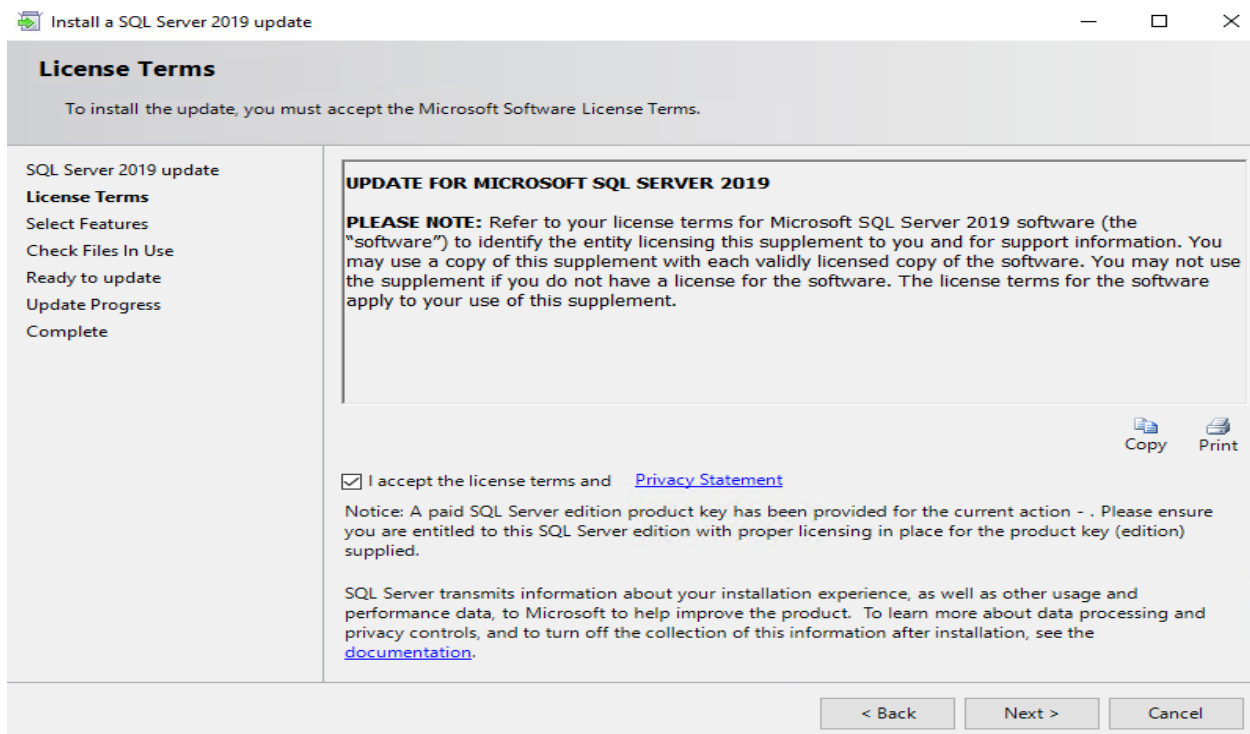 Install a SQL Server 2019 update
License Terms
To install the update, you must accept the Microsoft Software License Terms.
SQL Server 2019 update
License Terms
Select Features
Check Files In Use
Ready to update
Update Progress
Complete
UPDATE FOR MICROSOFT SQL SERVER 2019
PLEASE NOTE: Refer to your license terms for Microsoft SQL Server 2019 software (the
“software”) to identify the entity licensing this supplement to you and for support information. You
may use a copy of this supplement with each validly licensed copy of the software. You may not use
the supplement if you do not have a license for the software. The license terms for the software
apply to your use of this supplement.
Copy
Print
I accept the license terms and Privacy Statement
Notice: A paid SQL Server edition product key has been provided for the current action - . Please ensure
you are entitled to this SQL Server edition with proper licensing in place for the product key (edition)
supplied.
SQL Server transmits information about your installation experience, as well as other usage and
performance data, to Microsoft to help improve the product. To learn more about data processing and
privacy controls, and to turn off the collection of this information after installation, see the
documentation.
< Back
Next >
Cancel